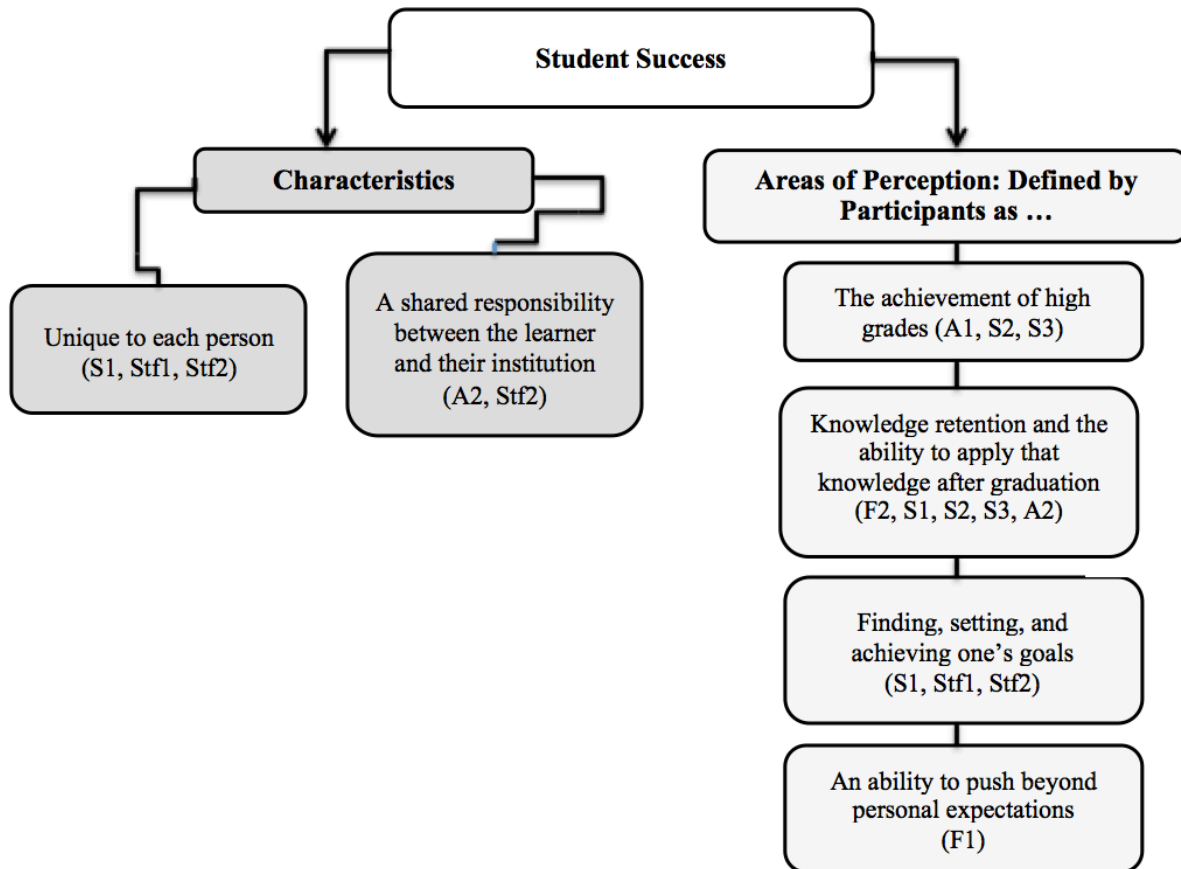 Student Success
Characteristics
Unique to each person
(S1, Stf1, Stf2)
A shared responsibility
between the learner
and their institution
(A2, Stf2)
Areas of Perception: Defined by
Participants as …
The achievement of high
grades (A1, S2, S3)
Knowledge retention and the
ability to apply that
knowledge after graduation
(F2, S1, S2, S3, A2)
Finding, setting, and
achieving one’s goals
(S1, Stf1, Stf2)
An ability to push beyond
personal expectations
(F1)